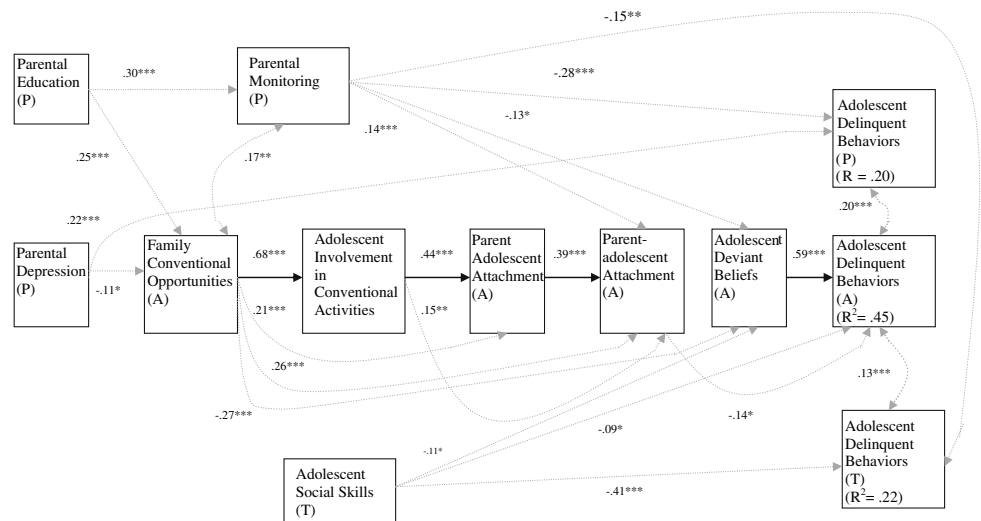 -.15**
Parental
Education
(P)
.30***
Parental
Monitoring
(P)
-.28***
-.13*
.14***
Adolescent
Delinquent
Behaviors
(P)
(R = .20)
.25***
.17**
.22***
.20***
Parental
Depression
(P)
-.11*
Family
Conventional
Opportunities
(A)
.68***
.21***
Adolescent
Involvement
in
Conventional
Activities
.44***
.15**
Parent
Adolescent
Attachment
(A)
.39***
Parent-
adolescent
Attachment
(A)
Adolescent
Deviant
Beliefs
(A)
.59***
Adolescent
Delinquent
Behaviors
(A)
(R²= .45)
.26***
-.27***
.13***
-.14*
-.09*
-.11*
Adolescent
Social Skills
(T)
-.41***
Adolescent
Delinquent
Behaviors
(T)
(R²= .22)